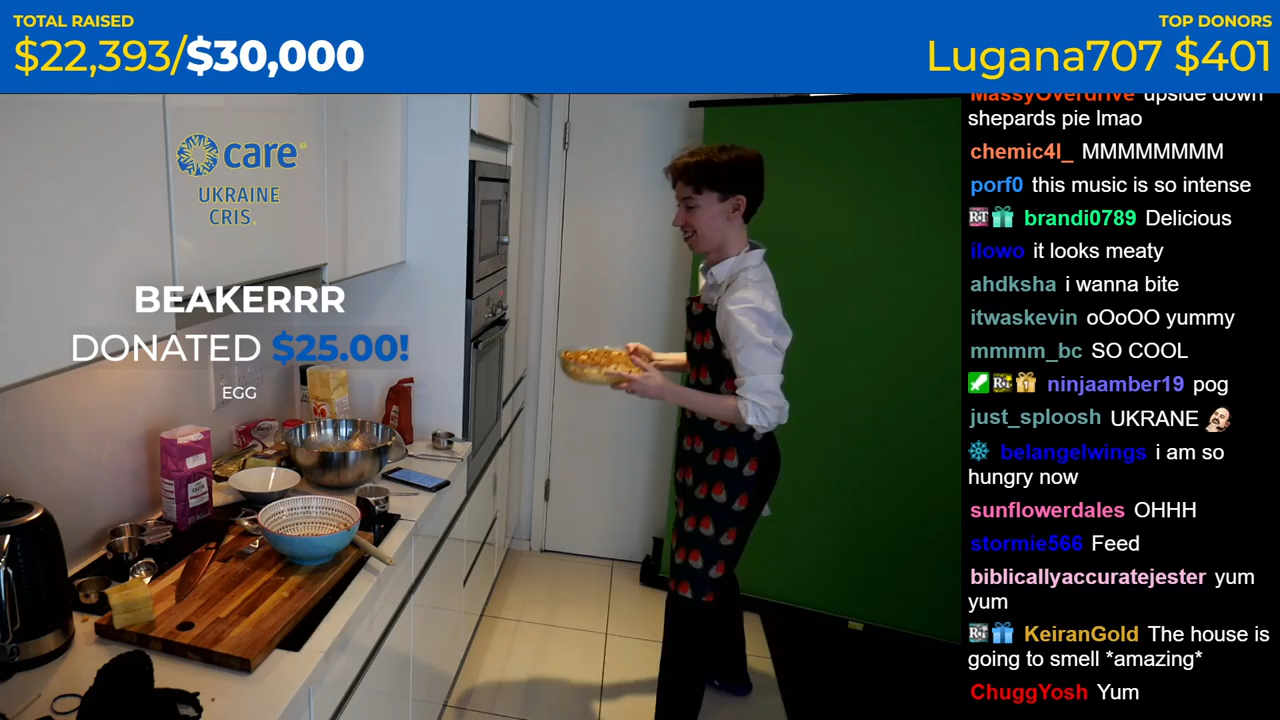 TOTAL RAISED
$22,393/$30,000
TOP DONORS
Lugana707 $401
care
UKRAINE
CRIS.
BEAKERRR
DONATED $25.00!
EGG
MassyOverdrive upside down
shepards pie lmao
chemic4l_ MMMMMMMM
porf0 this music is so intense
brandi0789 Delicious
ilowo it looks meaty
ahdksha i wanna bite
itwaskevin oOoOO yummy
mmmm_bc SO COOL
ninjaamber19 pog
just_sploosh UKRANE
belangelwings i am so
hungry now
sunflowerdales OHHH
stormie566 Feed
biblicallyaccuratejester yum
yum
KeiranGold The house is
going to smell *amazing*
ChuggYosh Yum